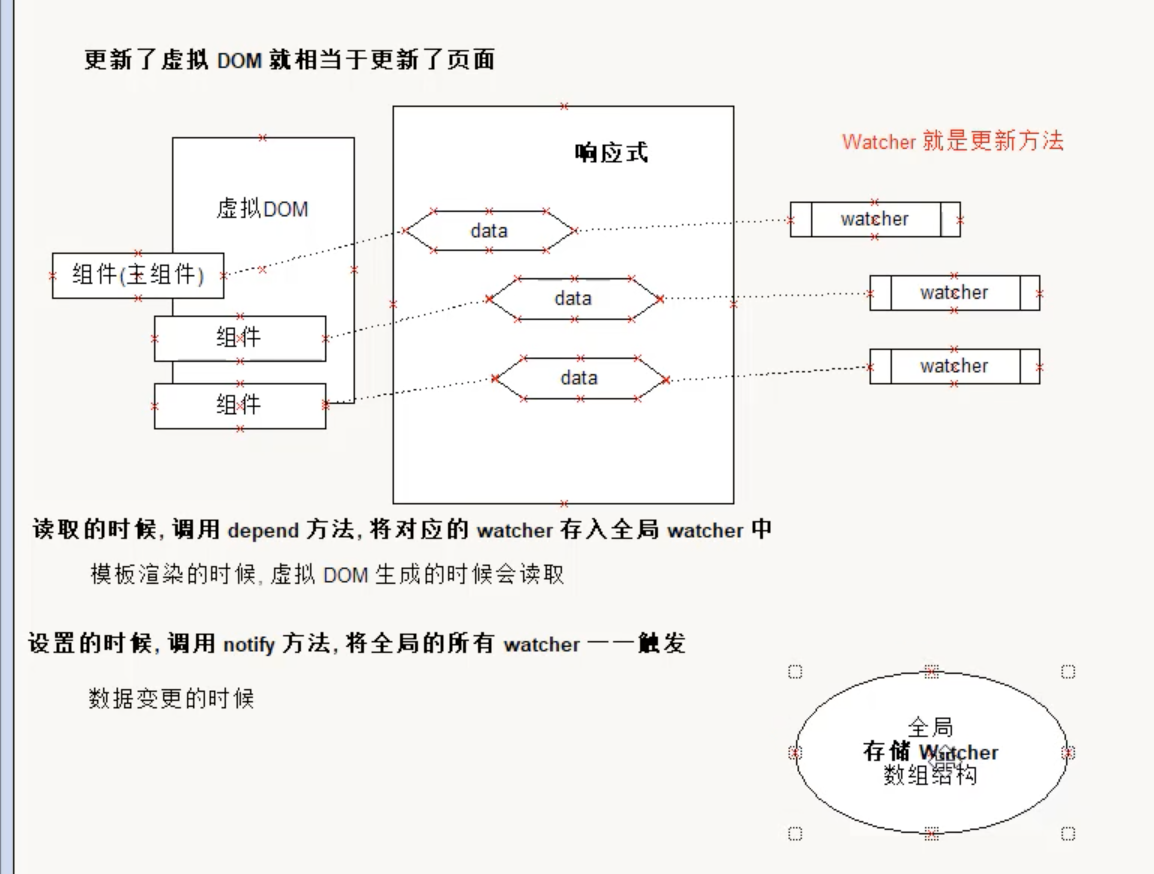 更新了虚拟 DOM 就相当于更新了页面
响应式
Watcher 就是更新方法
虚拟DOM
data
watcher
组件(主组件)
data
watcher
组件
data
watcher
组件
读取的时候, 调用 depend 方法, 将对应的 watcher 存入全局 watcher 中
模板渲染的时候, 虚拟 DOM 生成的时候会读取
设置的时候, 调用 notify 方法, 将全局的所有 watcher 一一触发
数据变更的时候
全局
存储 Watcher
数组结构